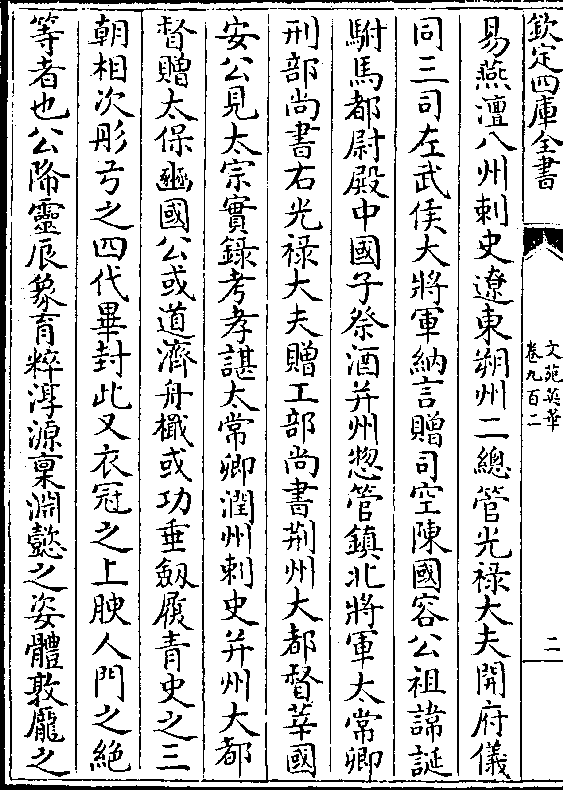 欽定四庫全書
文苑英華
卷九百二
二
易燕澶八州刺史遼東朔州二總管光祿大夫開府儀
同三司左武侯大將軍納言贈司空陳國容公祖諱誕
駙馬都尉殿中國子祭酒并州惣管鎮北將軍太常卿
刑部尚書右光祿大夫贈工部尚書荆州大都督莘國
安公見太宗實錄考孝諶太常卿潤州刺史并州大都
督贈太保豳國公或道濟舟檝或功垂劔履青史之三
朝相次彤弓之四代畢封此又衣冠之上腴人門之絶
等者也公降靈辰象育粹淳源稟淵懿之姿體敦龎之